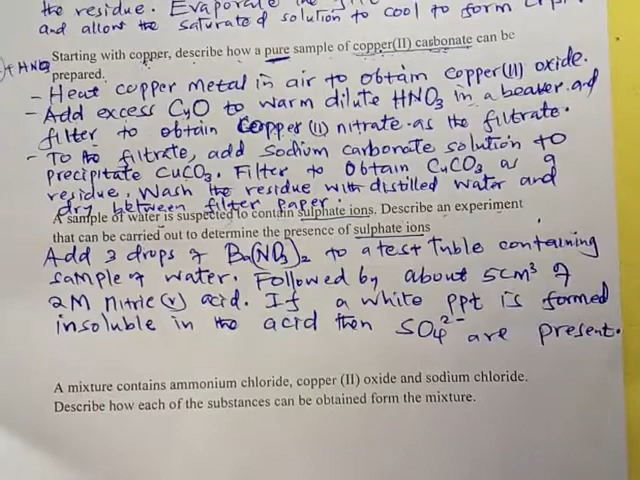 the residue. Evaporate the
and allow the saturated solution to cool to form
+ HNO3
Starting with copper, describe how a pure sample of copper(II) carbonate can be
prepared.
- Heat copper metal in air to obtain copper(II) oxide.
- Add excess CuO to warm dilute HNO3 in a beaker and
filter to obtain copper (II) nitrate as the filtrate.
- To filtrate, add sodium carbonate solution to
precipitate CuCO3. Filter to obtain CuCO3 as a
residue. Wash the residue with distilled water and
dry between filter paper.
A sample of water is suspected to contain sulphate ions. Describe an experiment
that can be carried out to determine the presence of sulphate ions
Add 3 drops of Ba(NO3)2 to a test tuble containing
sample of water. Followed by about 5cm³ of
2M nitric (v) acid. If a white ppt is formed
insoluble in the acid then SO4²⁻ are present.
A mixture contains ammonium chloride, copper (II) oxide and sodium chloride.
Describe how each of the substances can be obtained form the mixture.